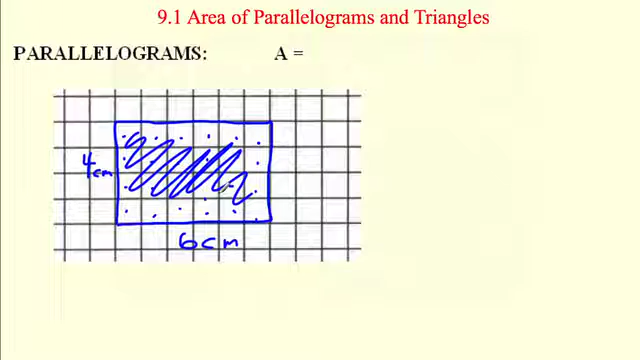 9.1 Area of Parallelograms and Triangles
PARALLELOGRAMS: A =
4cm
6cm